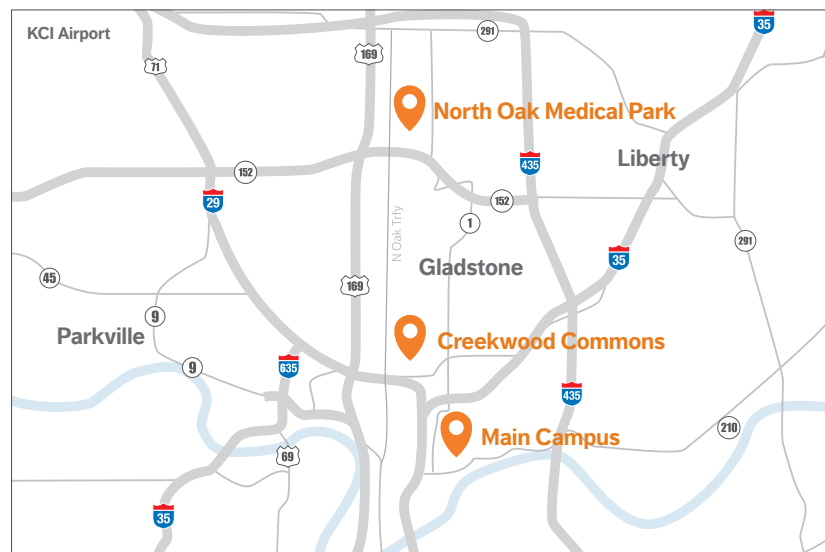 KCI Airport
35
291
169
71
North Oak Medical Park
435
Liberty
152
29
152
1
N Oak Trfy
291
Gladstone
35
45
169
9
Parkville
Creekwood Commons
9
635
435
Main Campus
210
69
35